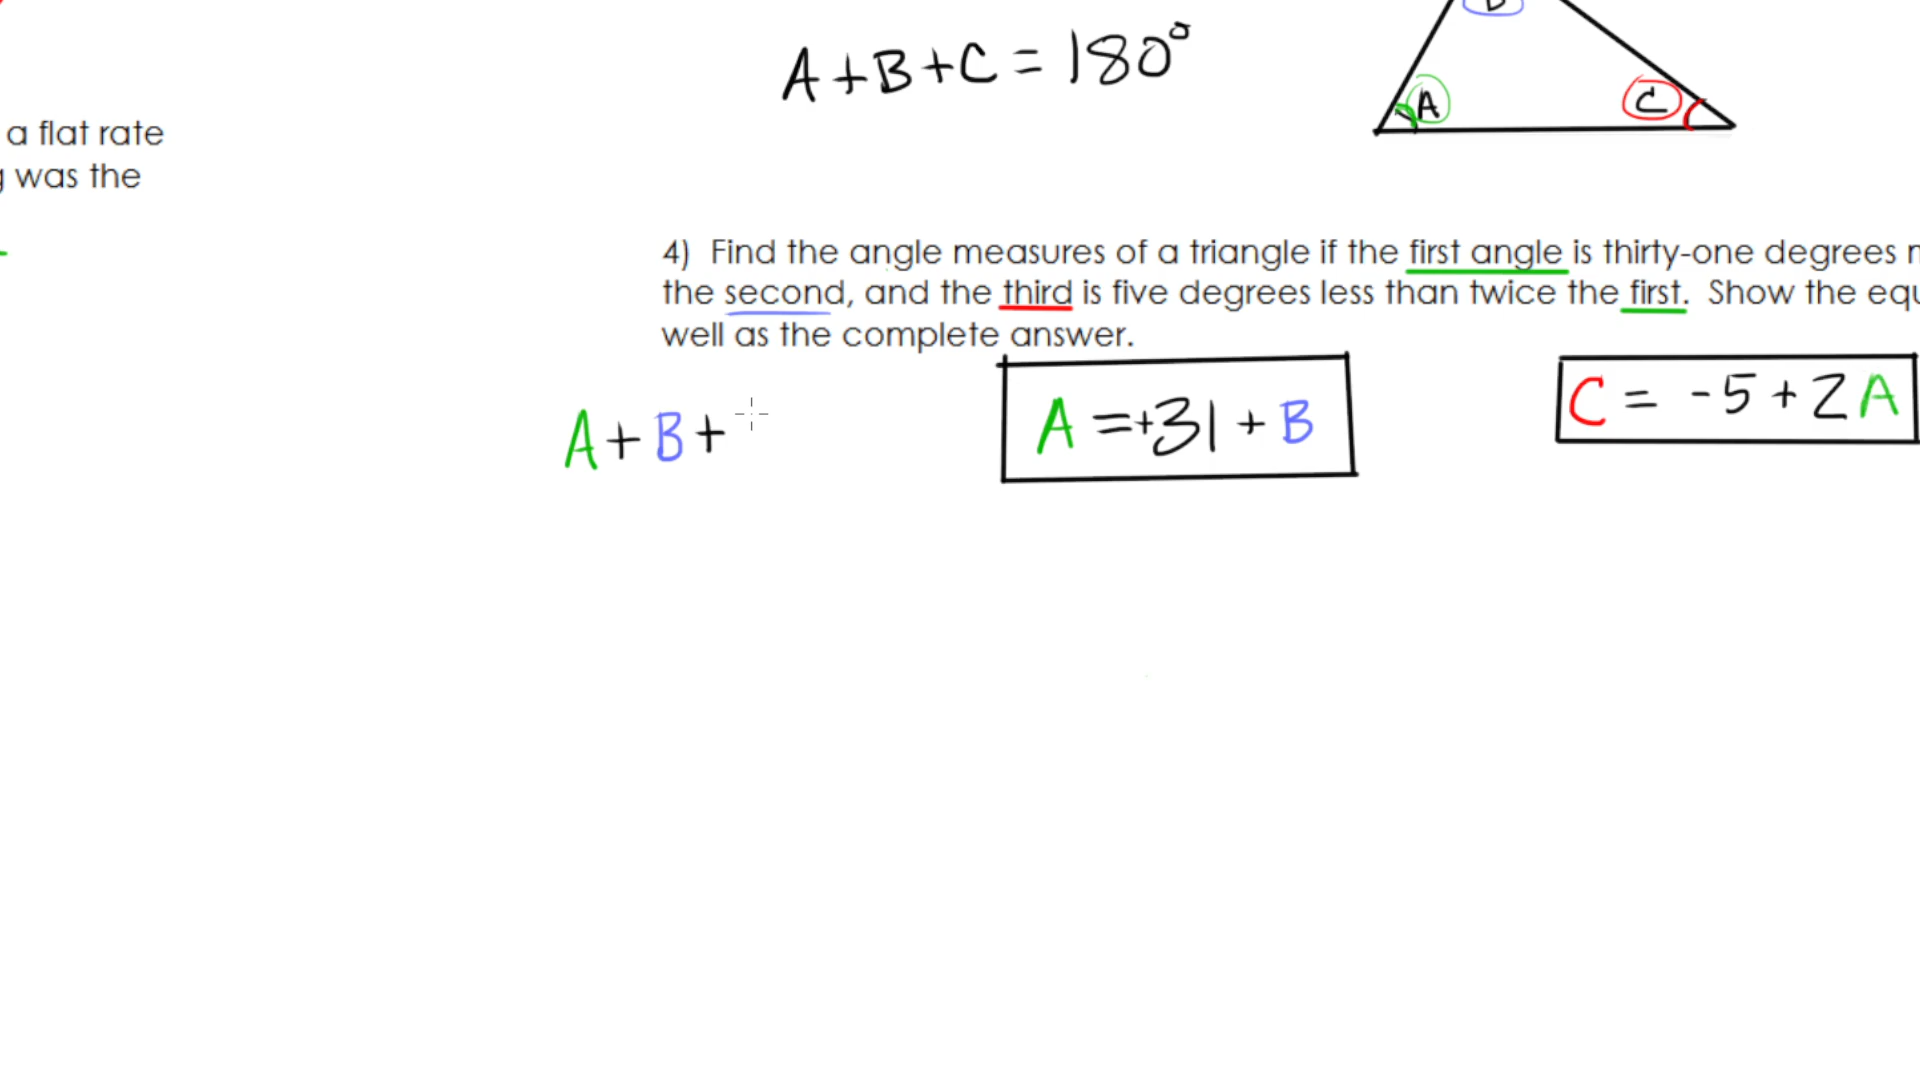 A+B+C = 180°
B
A
C
a flat rate
was the
4) Find the angle measures of a triangle if the first angle is thirty-one degrees
the second, and the third is five degrees less than twice the first. Show the equ
well as the complete answer.
A+B+
A =+31 + B
C = -5+2A